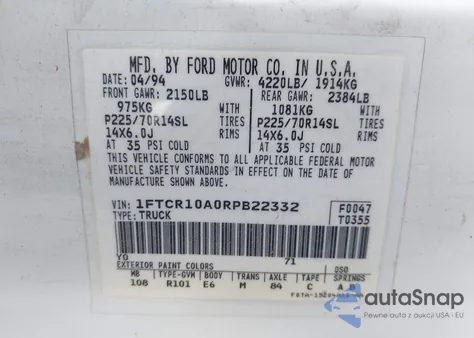 MFD. BY FORD MOTOR CO. IN U.S.A.
DATE: 04/94 GVWR: 4220LB/ 1914KG
FRONT GAWR: 2150LB REAR GAWR: 2384LB
975KG WITH 1081KG WITH
P225/70R14SL TIRES P225/70R14SL TIRES
14X6.0J RIMS 14X6.0J RIMS
AT 35 PSI COLD AT 35 PSI COLD
THIS VEHICLE CONFORMS TO ALL APPLICABLE FEDERAL MOTOR
VEHICLE SAFETY STANDARDS IN EFFECT ON THE DATE OF
MANUFACTURE SHOWN ABOVE.
VIN: 1FTCR10A0RPB22332 F0047
TYPE: TRUCK T0355
YO 71
EXTERIOR PAINT COLORS DSO
WB TYPE-GVW BODY TRANS AXLE TAPE SPRINGS
108 R101 E6 M 84 C A B
autoSnap
Pewne auto z aukcji w USA i EU